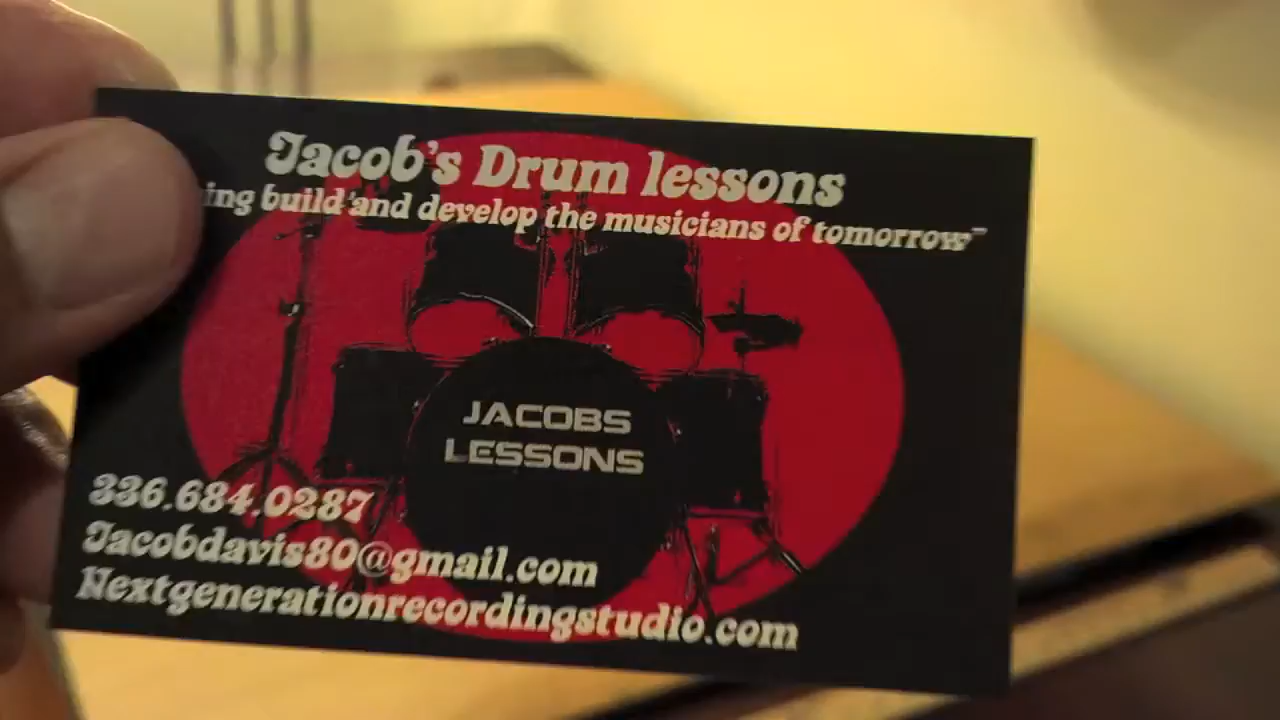 Jacob's Drum lessons
build and develop the musicians of tomorrow"
JACOBS
LESSONS
336.684.0287
Jacobdavis80@gmail.com
Nextgenerationrecordingstudio.com